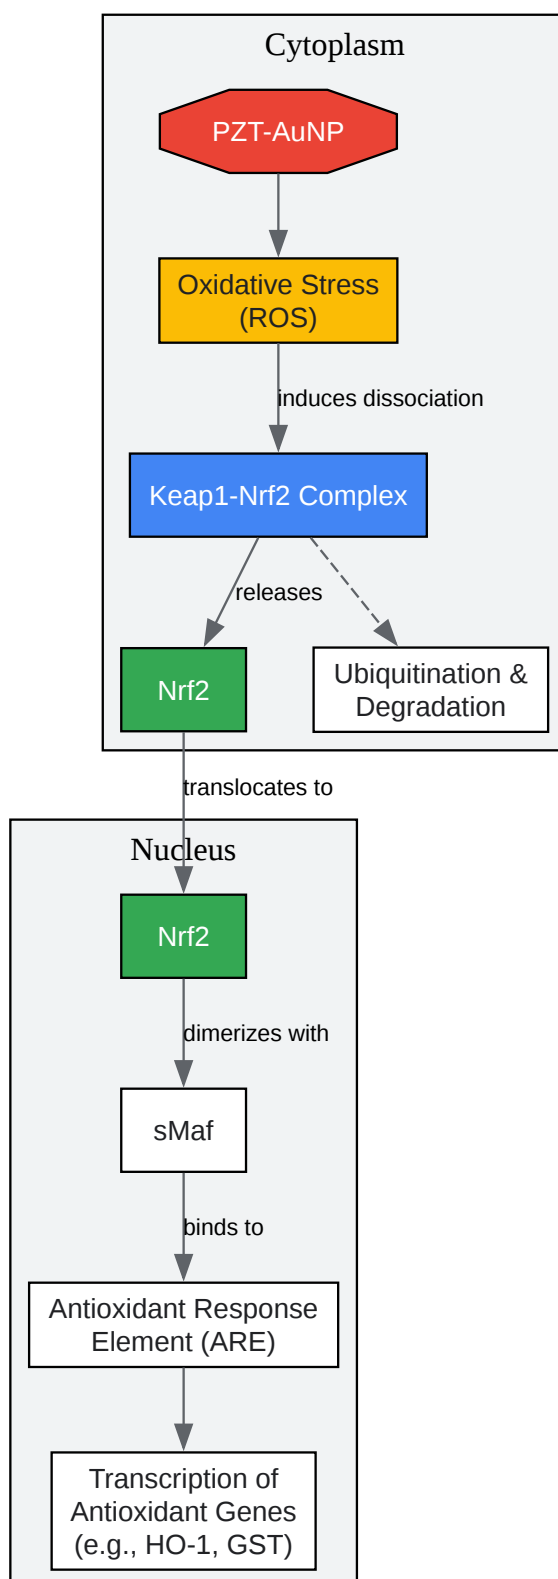 Cytoplasm
PZT-AuNP
Oxidative Stress
(ROS)
induces dissociation
Keap1-Nrf2 Complex
releases
Nrf2
Ubiquitination &
Degradation
translocates to
Nucleus
Nrf2
dimerizes with
sMaf
binds to
Antioxidant Response
Element (ARE)
Transcription of
Antioxidant Genes
(e.g., HO-1, GST)